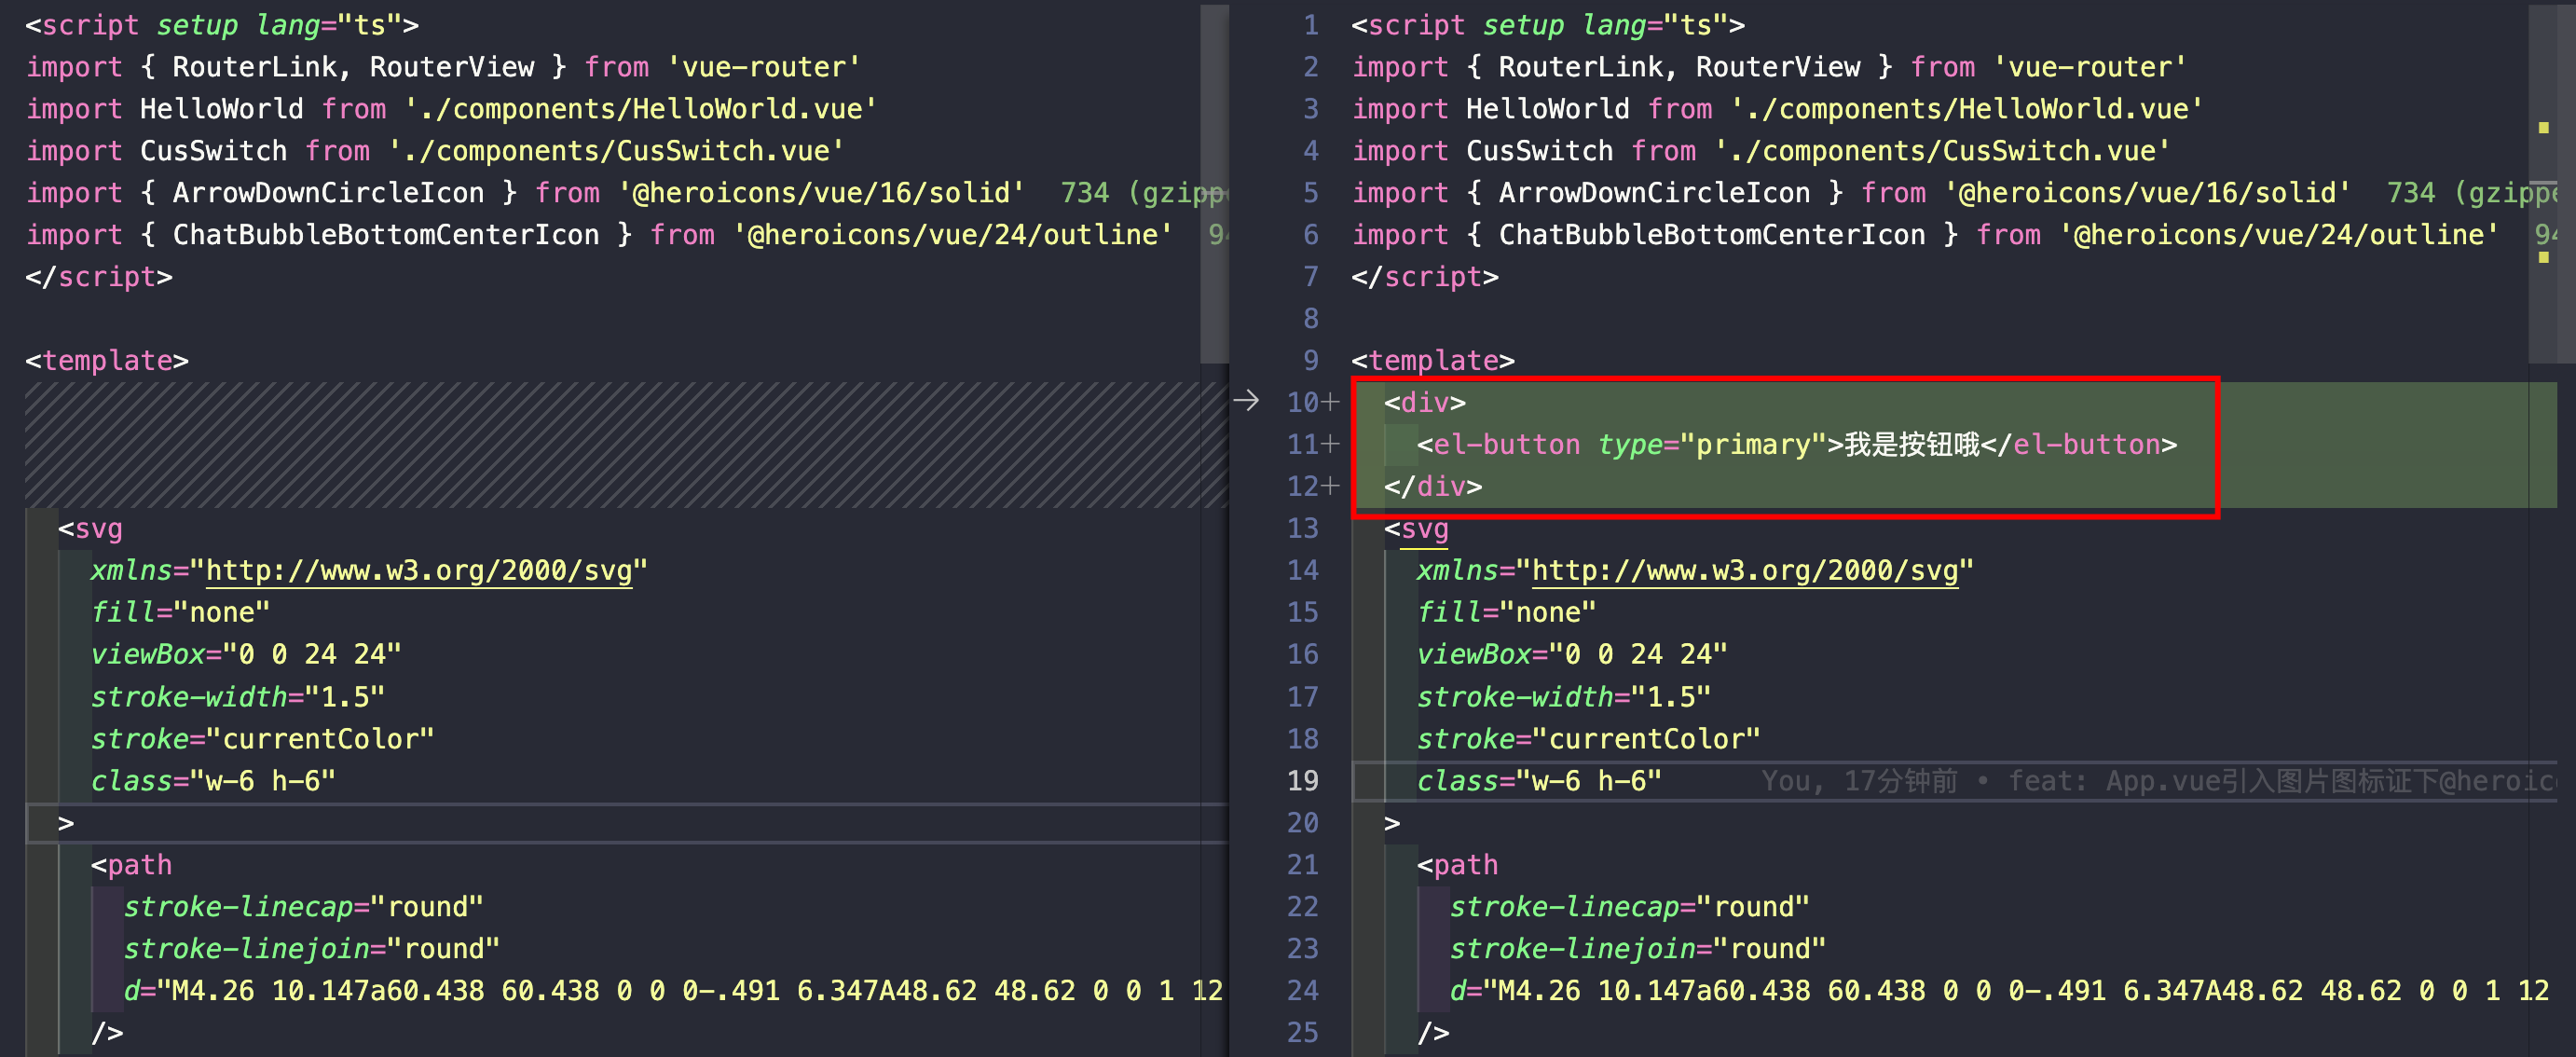 <script setup lang="ts">
import { RouterLink, RouterView } from 'vue-router'
import HelloWorld from './components/HelloWorld.vue'
import CusSwitch from './components/CusSwitch.vue'
import { ArrowDownCircleIcon } from '@heroicons/vue/16/solid' 734 (gzippe
import { ChatBubbleBottomCenterIcon } from '@heroicons/vue/24/outline' 94
</script>
<template>
<svg
xmlns="http://www.w3.org/2000/svg"
fill="none"
viewBox="0 0 24 24"
stroke-width="1.5"
stroke="currentColor"
class="w-6 h-6"
>
<path
stroke-linecap="round"
stroke-linejoin="round"
d="M4.26 10.147a60.438 60.438 0 0 0-.491 6.347A48.62 48.62 0 0 1 12
/>
1 <script setup lang="ts">
2 import { RouterLink, RouterView } from 'vue-router'
3 import HelloWorld from './components/HelloWorld.vue'
4 import CusSwitch from './components/CusSwitch.vue'
5 import { ArrowDownCircleIcon } from '@heroicons/vue/16/solid' 734 (gzippe
6 import { ChatBubbleBottomCenterIcon } from '@heroicons/vue/24/outline' 94
7 </script>
8
9 <template>
10+ <div>
11+ <el-button type="primary">我是按钮哦</el-button>
12+ </div>
13 <svg
14 xmlns="http://www.w3.org/2000/svg"
15 fill="none"
16 viewBox="0 0 24 24"
17 stroke-width="1.5"
18 stroke="currentColor"
19 class="w-6 h-6" You, 17分钟前 • feat: App.vue引入图片图标证下@heroic
20 >
21 <path
22 stroke-linecap="round"
23 stroke-linejoin="round"
24 d="M4.26 10.147a60.438 60.438 0 0 0-.491 6.347A48.62 48.62 0 0 1 12
25 />